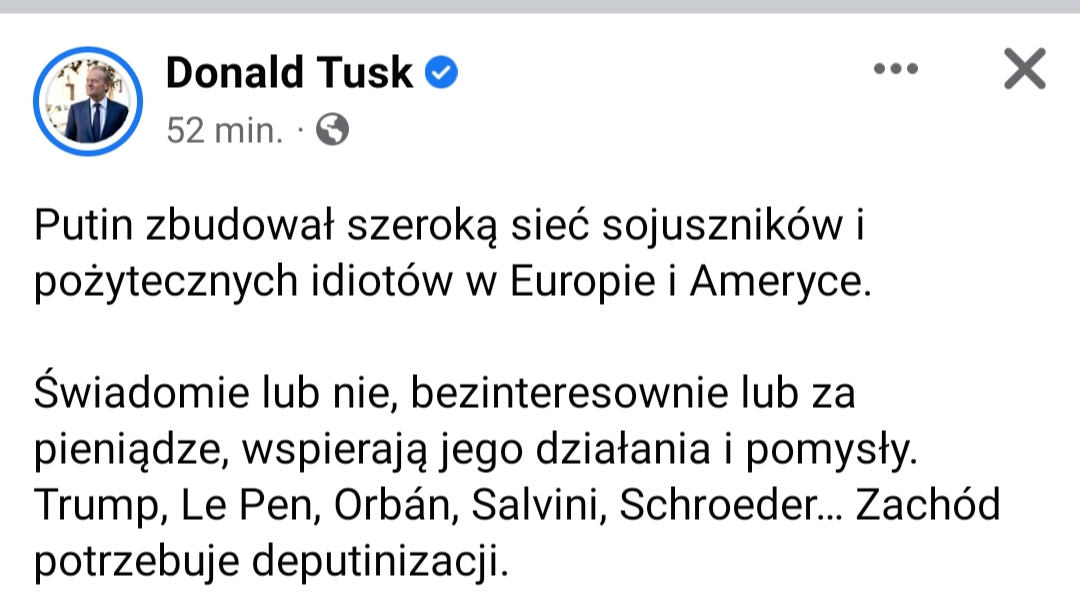 Donald Tusk
52 min. ·
Putin zbudował szeroką sieć sojuszników i
pożytecznych idiotów w Europie i Ameryce.
Świadomie lub nie, bezinteresownie lub za
pieniądze, wspierają jego działania i pomysły.
Trump, Le Pen, Orbán, Salvini, Schroeder... Zachód
potrzebuje deputinizacji.